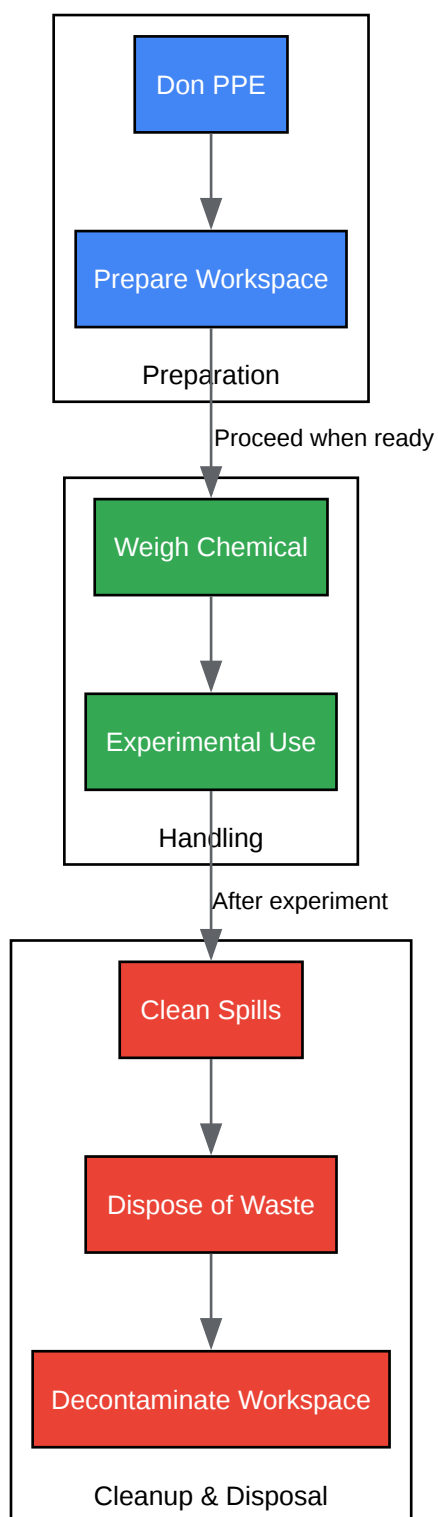 Don PPE
Prepare Workspace
Preparation
Proceed when ready
Weigh Chemical
Experimental Use
Handling
After experiment
Clean Spills
Dispose of Waste
Decontaminate Workspace
Cleanup & Disposal